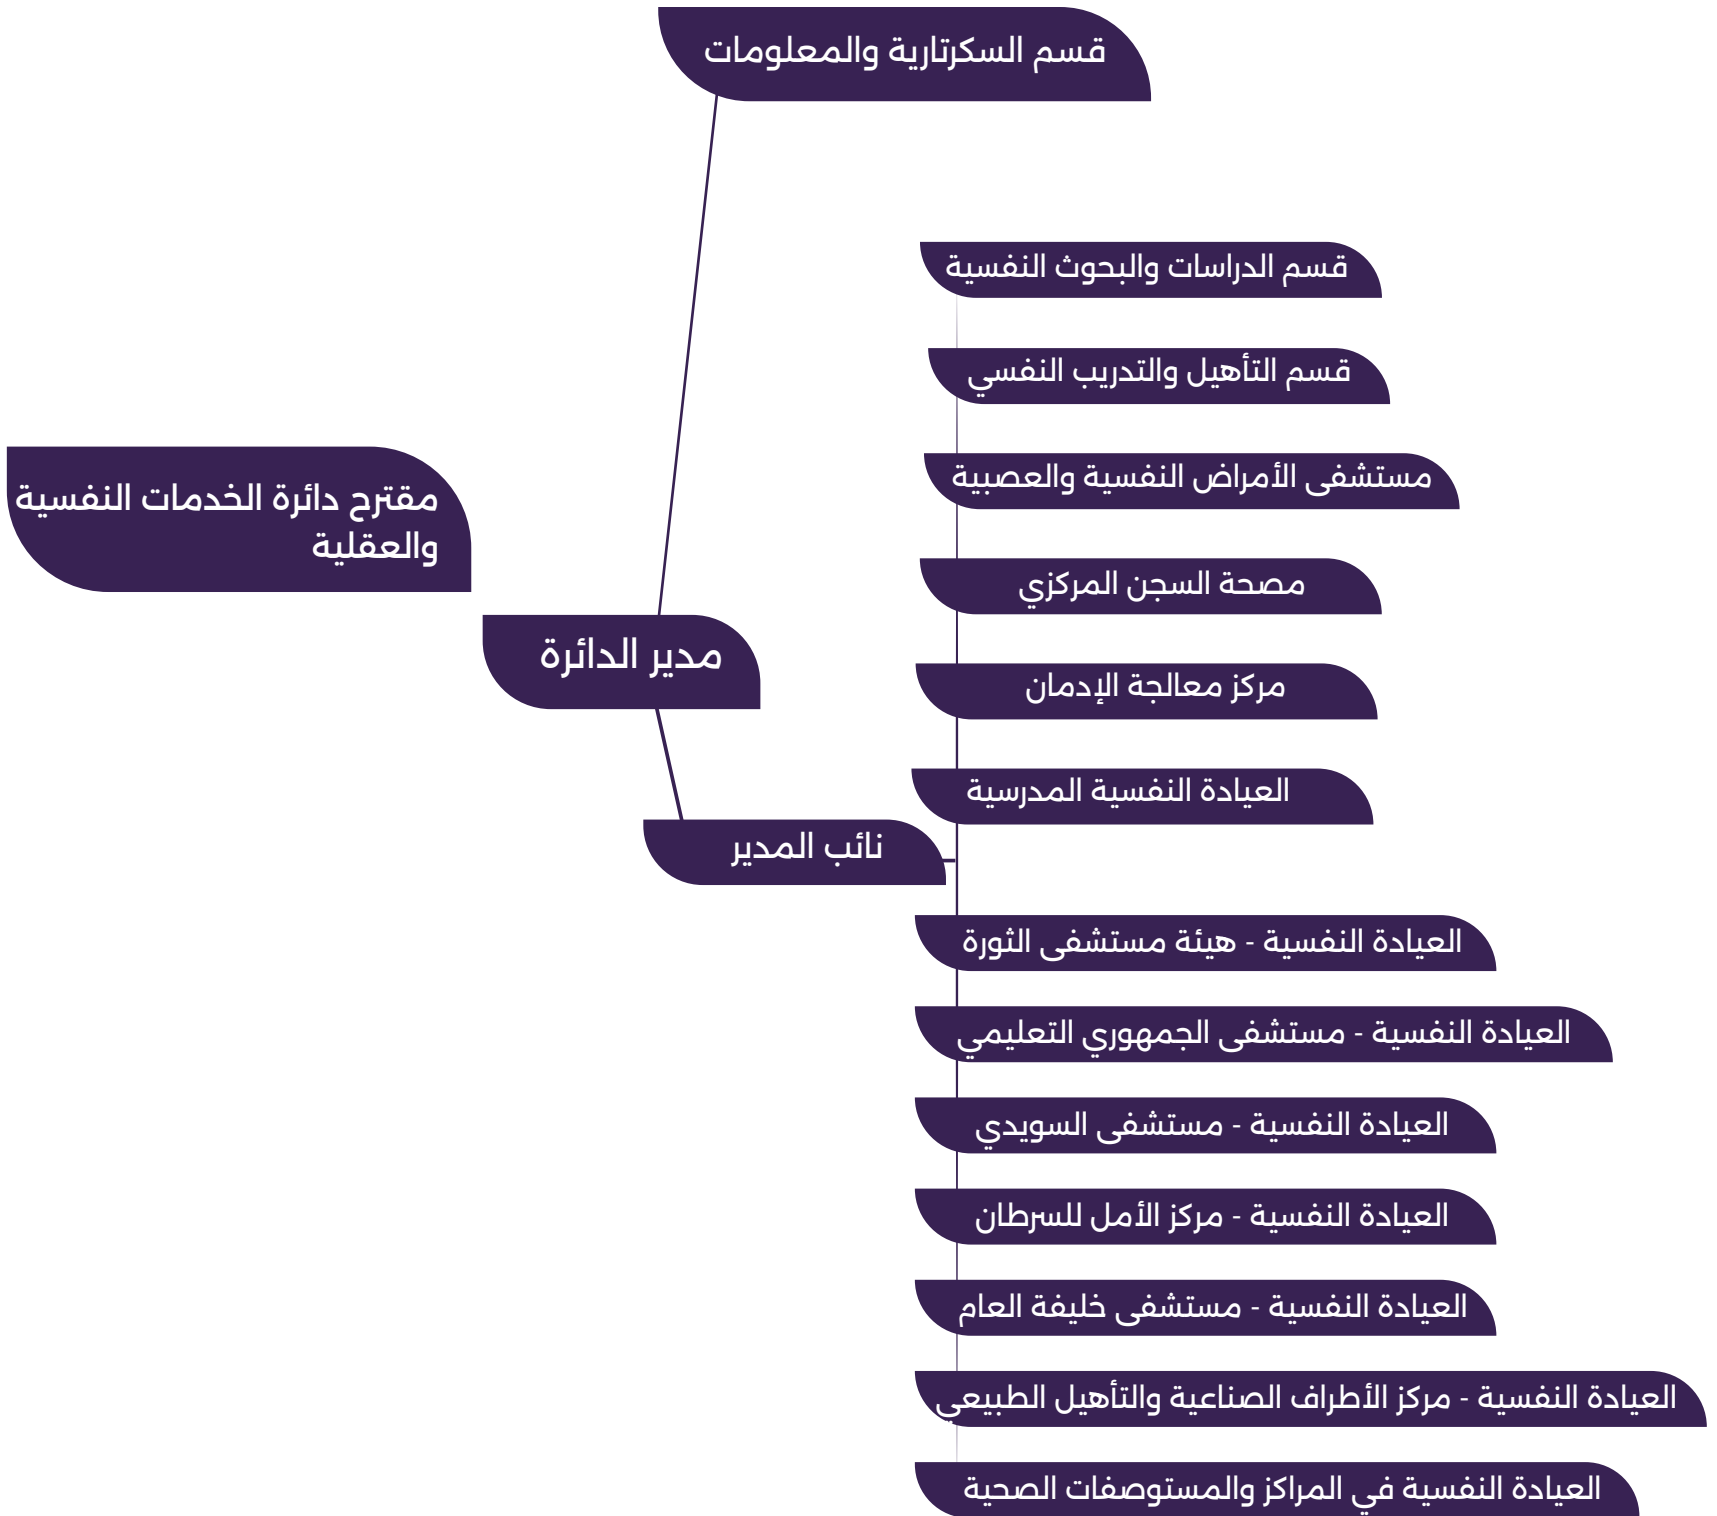 قسم السكرتارية والمعلومات
قسم الدراسات والبحوث النفسية
قسم التأهيل والتدريب النفسي
مستشفى الأمراض النفسية والعصبية
مقترح دائرة الخدمات النفسية
والعقلية
مصحة السجن المركزي
مدير الدائرة
مركز معالجة الإدمان
العيادة النفسية المدرسية
نائب المدير
العيادة النفسية - هيئة مستشفى الثورة
العيادة النفسية - مستشفى الجمهوري التعليمي
العيادة النفسية - مستشفى السويدي
العيادة النفسية - مركز الأمل للسرطان
العيادة النفسية - مستشفى خليفة العام
العيادة النفسية - مركز الأطراف الصناعية والتأهيل الطبيعي
العيادة النفسية في المراكز والمستوصفات الصحية